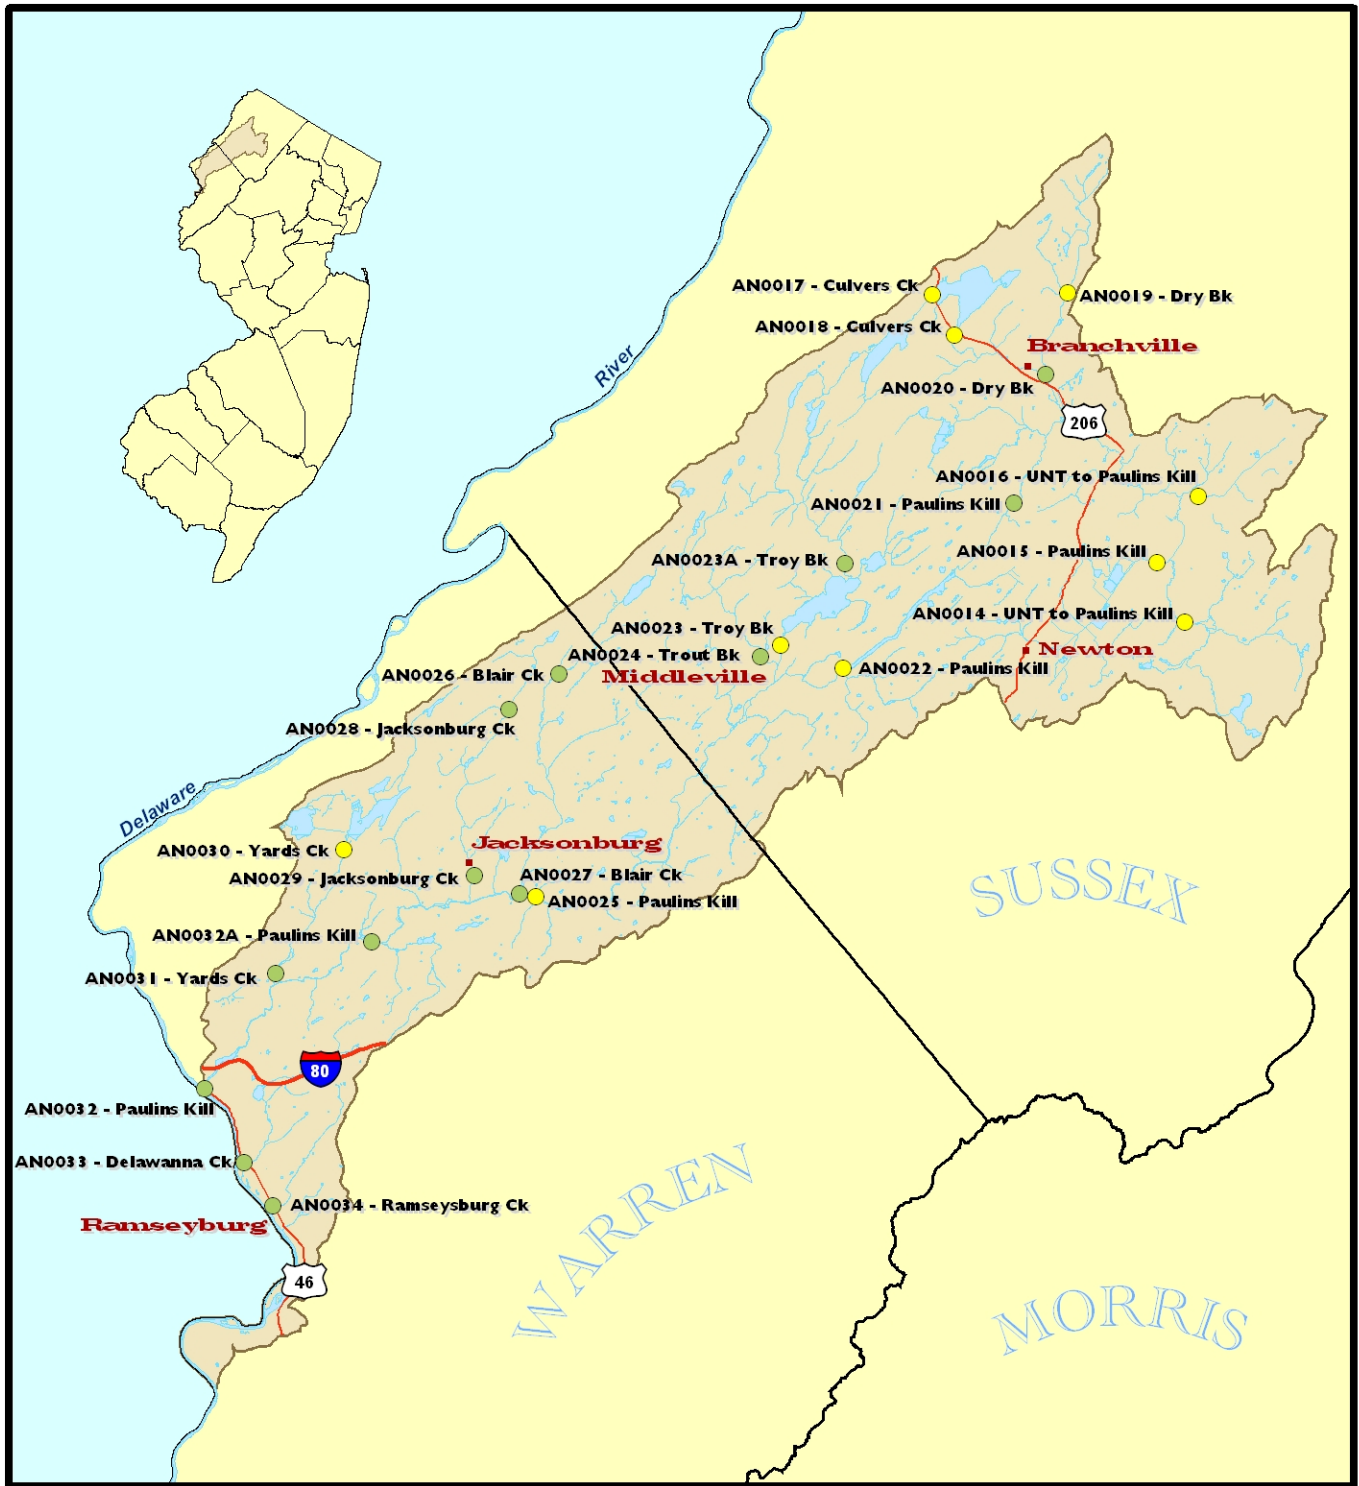 AN0017 - Culvers Ck
AN0019 - Dry Bk
AN0018 - Culvers Ck
Branchville
River
AN0020 - Dry Bk
206
AN0016 - UNT to Paulins Kill
AN0021 - Paulins Kill
AN0015 - Paulins Kill
AN0023A - Troy Bk
AN0014 - UNT to Paulins Kill
AN0023 - Troy Bk
Newton
AN0024 - Trout Bk
AN0022 - Paulins Kill
AN0026 - Blair Ck
Middleville
AN0028 - Jacksonburg Ck
Delaware
Jacksonburg
AN0030 - Yards Ck
AN0029 - Jacksonburg Ck
AN0027 - Blair Ck
AN0025 - Paulins Kill
SUSSEX
AN0032A - Paulins Kill
AN0031 - Yards Ck
80
AN0032 - Paulins Kill
AN0033 - Delawanna Ck
AN0034 - Ramseysburg Ck
Ramseyburg
WARREN
46
MORRIS